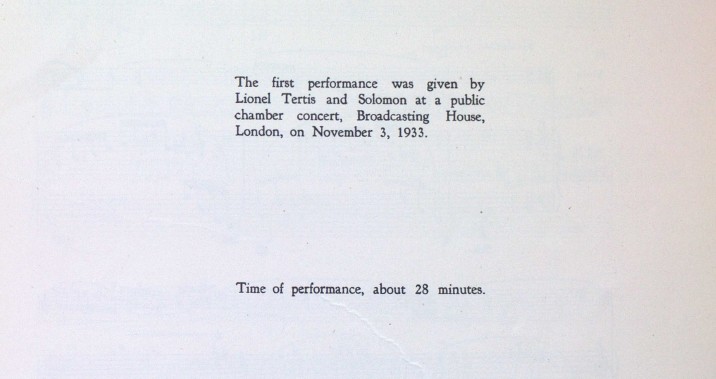 The first performance was given by
Lionel Tertis and Solomon at a public
chamber concert, Broadcasting House,
London, on November 3, 1933.
Time of performance, about 28 minutes.